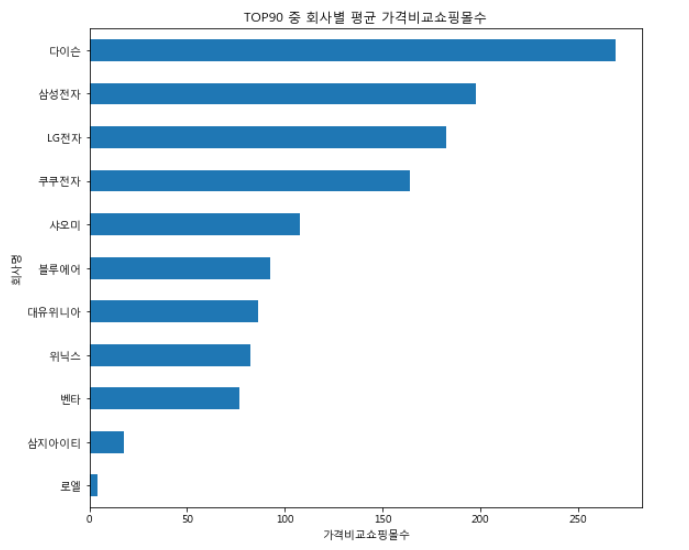 TOP90 중 회사별 평균 가격비교쇼핑몰수
다이슨
삼성전자
LG전자
쿠쿠전자
샤오미
블루에어
대유위니아
위닉스
벤타
삼지아이티
로엘
회사명
0 50 100 150 200 250
가격비교쇼핑몰수